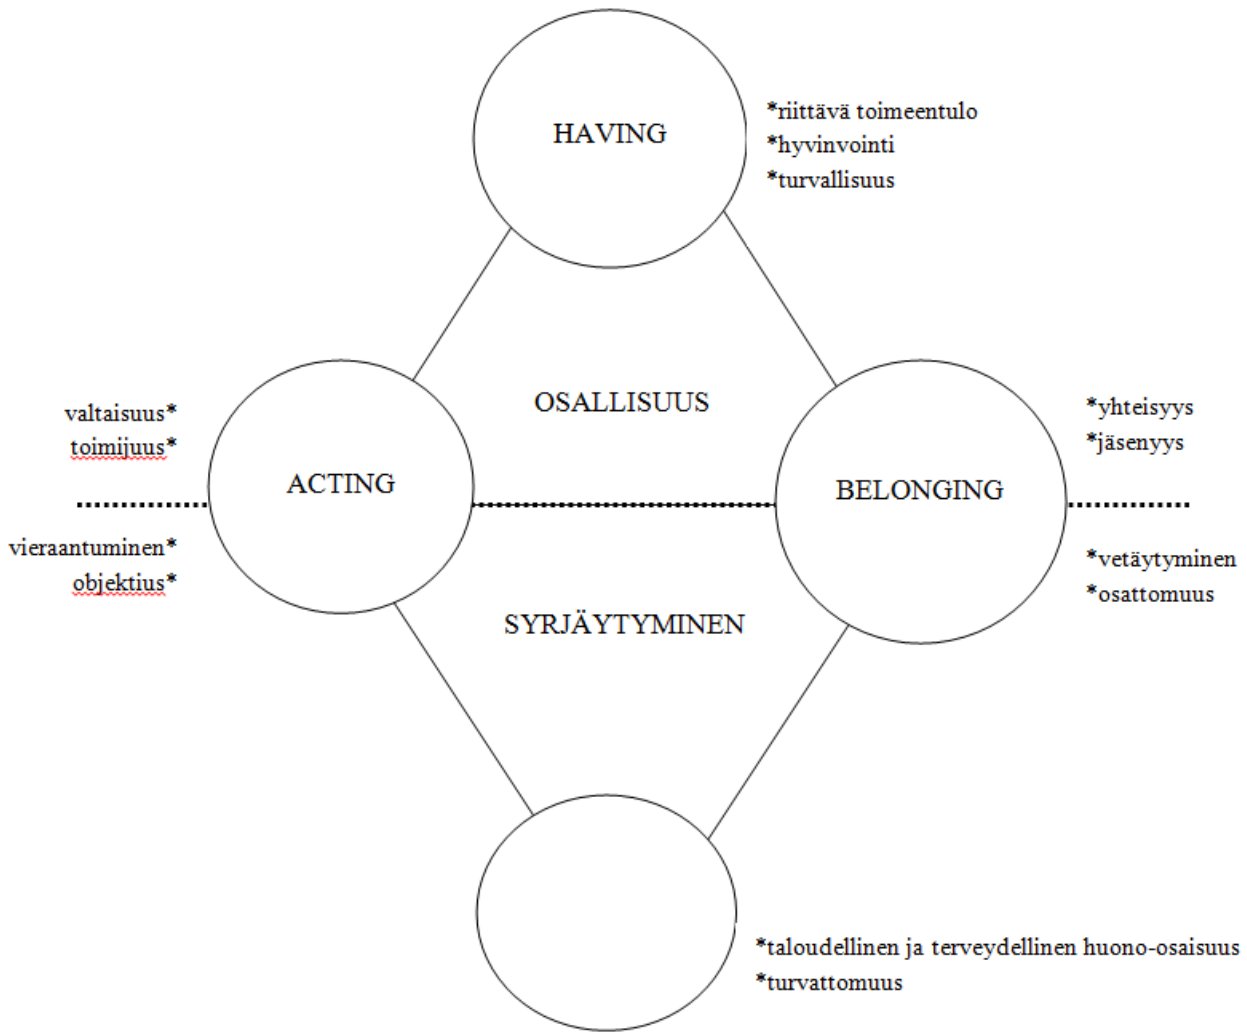 HAVING
*riittävä toimeentulo
*hyvinvointi
*turvallisuus
OSALLISUUS
valtaisuus*
toimijuus*
ACTING
BELONGING
*yhteisyys
*jäsenyys
vieraantuminen*
objektius*
*vetäytyminen
*osattomuus
SYRJÄYTYMINEN
*taloudellinen ja terveydellinen huono-osaisuus
*turvattomuus